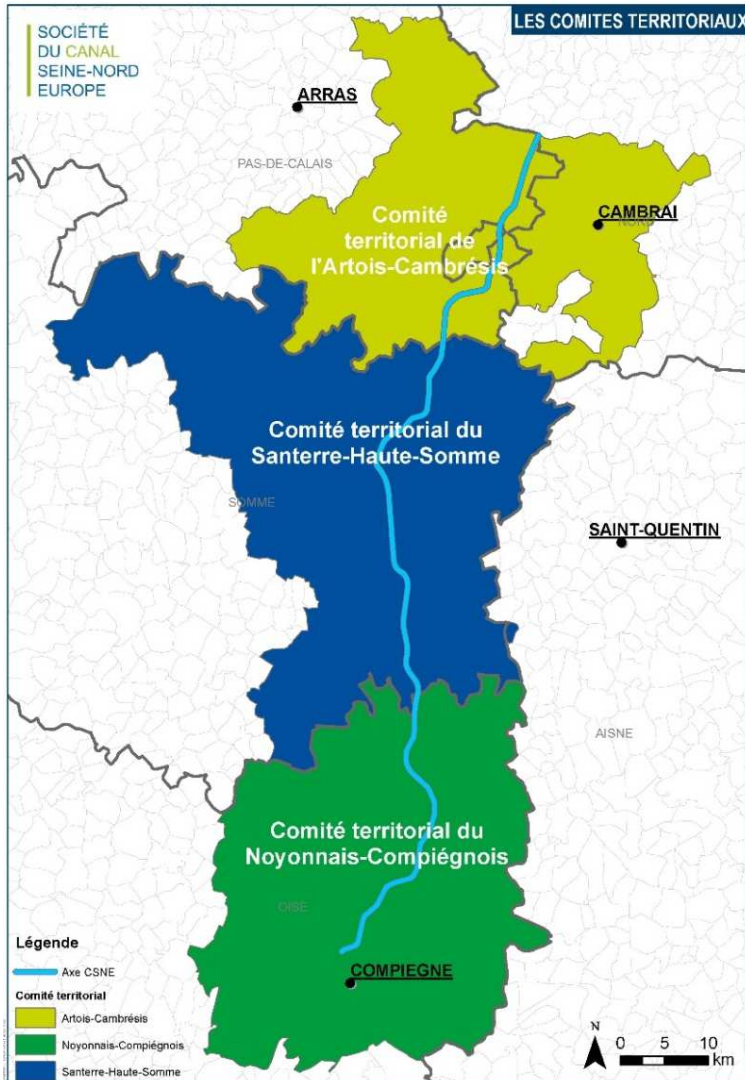 LES COMITES TERRITORIAUX
SOCIÉTÉ
DU CANAL
SEINE-NORD
EUROPE
ARRAS
PAS-DE-CALAIS
CAMBRAI
NORD
Comité
territorial de
l'Artois-Cambrésis
Comité territorial du
Santerre-Haute-Somme
SOMME
SAINT-QUENTIN
AISNE
Comité territorial du
Noyonnais-Compiégnois
OISE
COMPIEGNE
Légende
Axe CSNE
Comité territorial
Artois-Cambrésis
Noyonnais-Compiégnois
Santerre-Haute-Somme
N
0 5 10
km